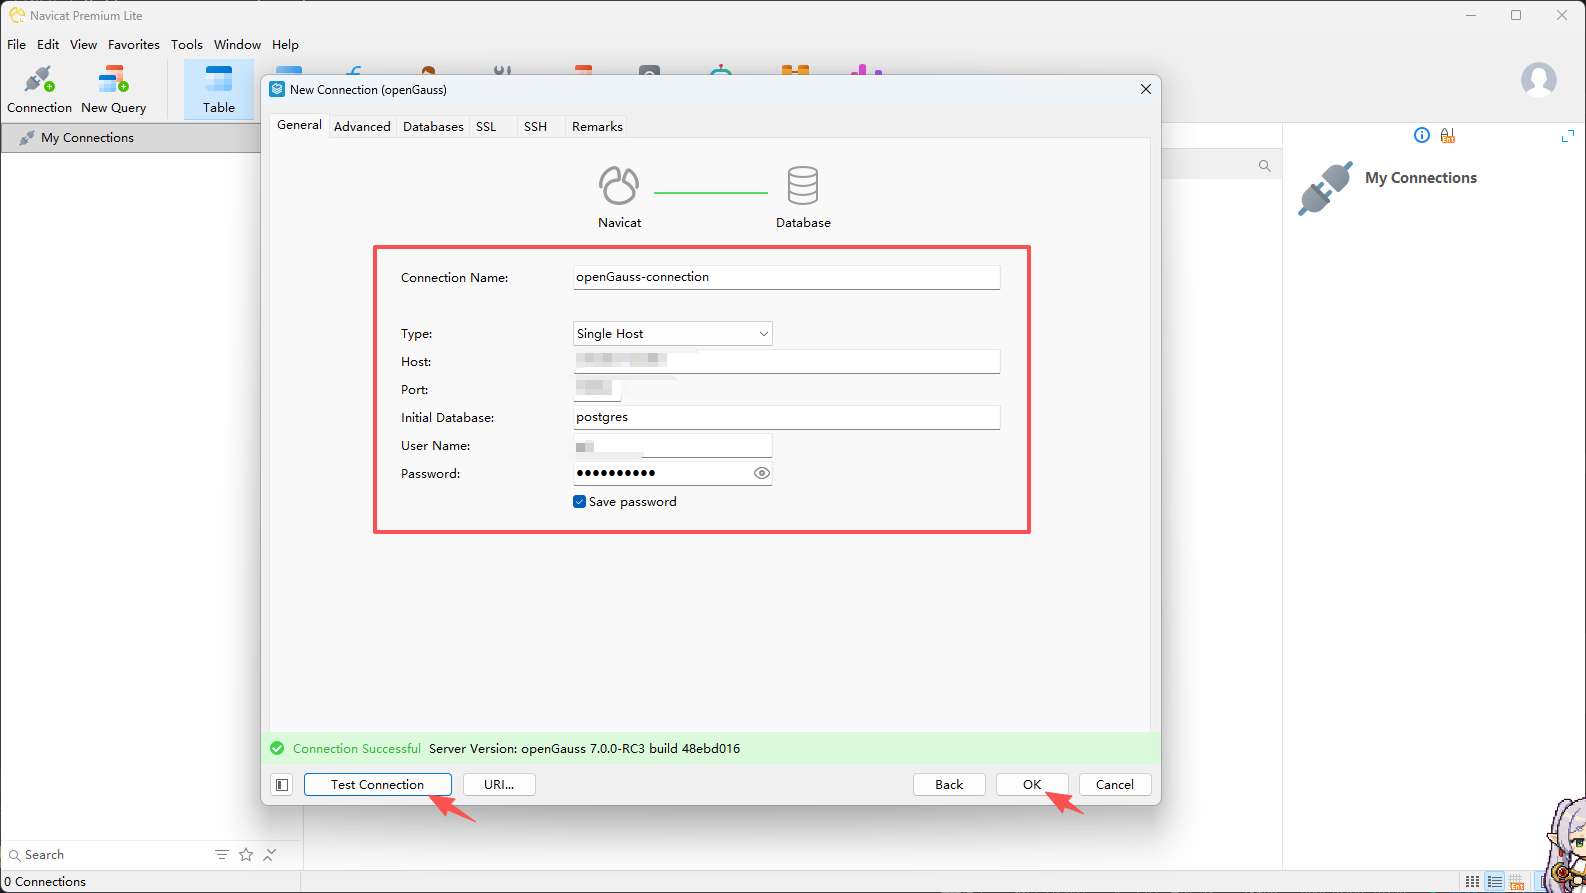 Navicat Premium Lite
File Edit View Favorites Tools Window Help
Connection New Query Table
My Connections
New Connection (openGauss)
General Advanced Databases SSL SSH Remarks
Navicat Database
Connection Name: openGauss-connection
Type: Single Host
Host:
Port:
Initial Database: postgres
User Name:
Password: ●●●●●●●●●●
Save password
Connection Successful Server Version: openGauss 7.0.0-RC3 build 48ebd016
Test Connection URI... Back OK Cancel
My Connections
Search
0 Connections